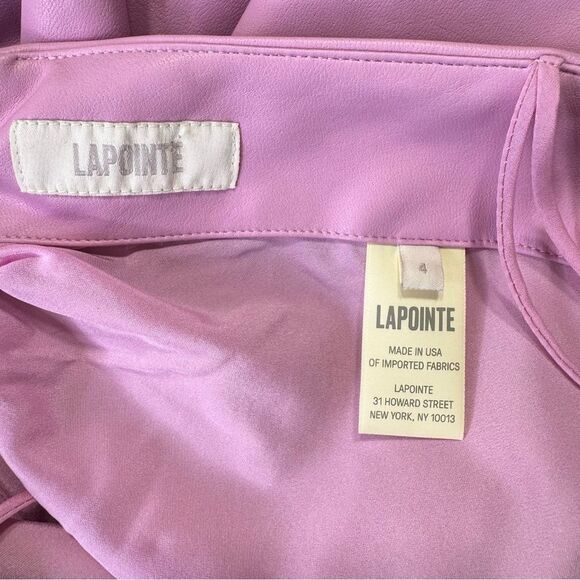 LAPOINTE
4
LAPOINTE
MADE IN USA
OF IMPORTED FABRICS
LAPOINTE
31 HOWARD STREET
NEW YORK, NY 10013